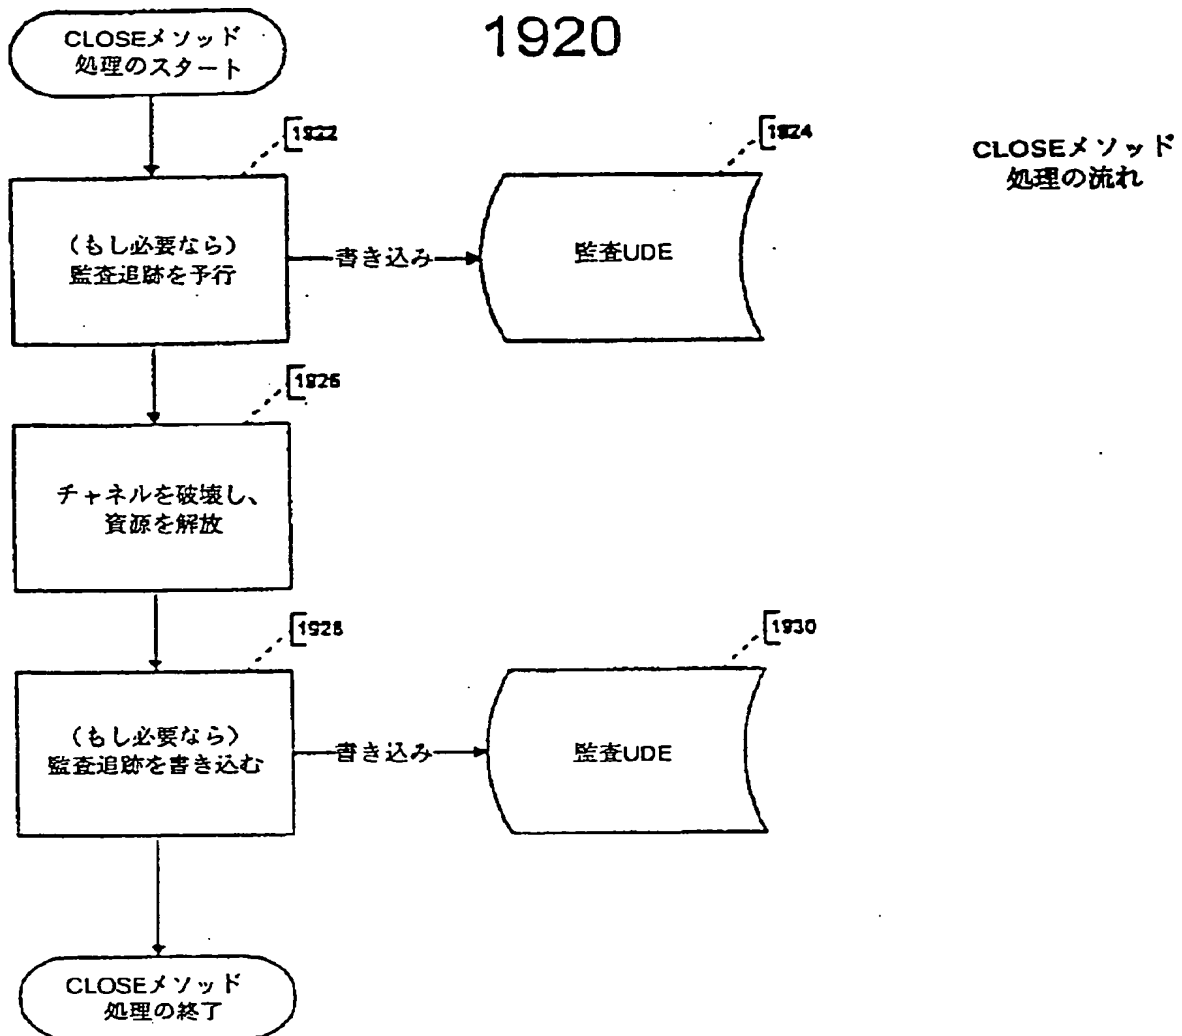 1920
CLOSEメソッド
処理のスタート
CLOSEメソッド
処理の流れ
1922
1924
(もし必要なら)
監査追跡を予行
書き込み
監査UDE
1926
チャネルを破壊し、
資源を解放
1928
1930
(もし必要なら)
監査追跡を書き込む
書き込み
監査UDE
CLOSEメソッド
処理の終了